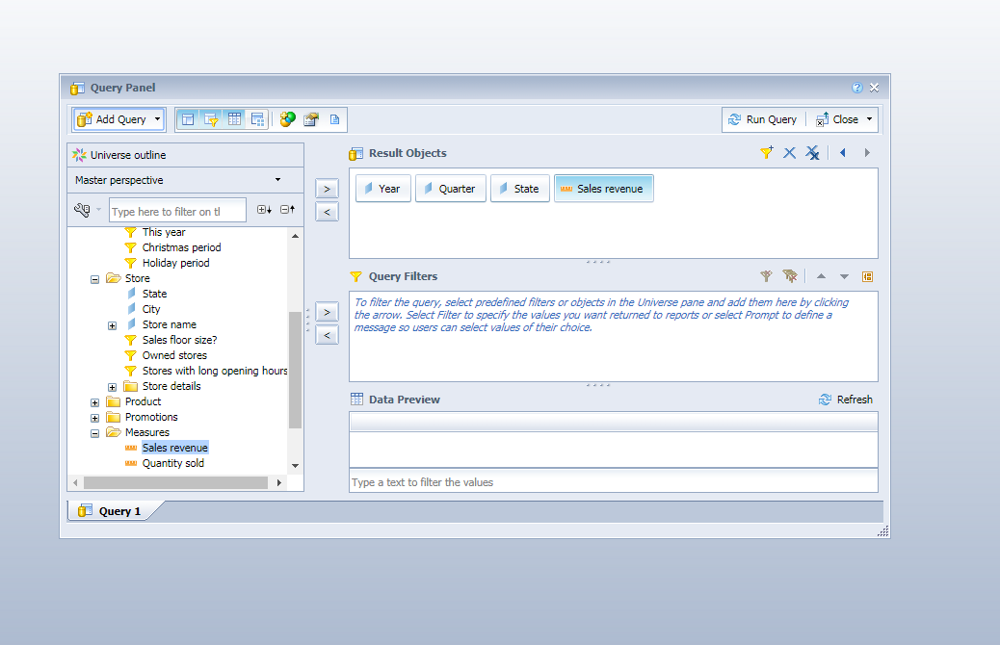 Query Panel
Add Query
Run Query
Close
Universe outline
Master perspective
Type here to filter on tl
This year
Christmas period
Holiday period
Store
State
City
Store name
Sales floor size?
Owned stores
Stores with long opening hours
Store details
Product
Promotions
Measures
Sales revenue
Quantity sold
>
<
>
<
Result Objects
Year
Quarter
State
Sales revenue
Query Filters
To filter the query, select predefined filters or objects in the Universe pane and add them here by clicking
the arrow. Select Filter to specify the values you want returned to reports or select Prompt to define a
message so users can select values of their choice.
Data Preview
Refresh
Type a text to filter the values
Query 1